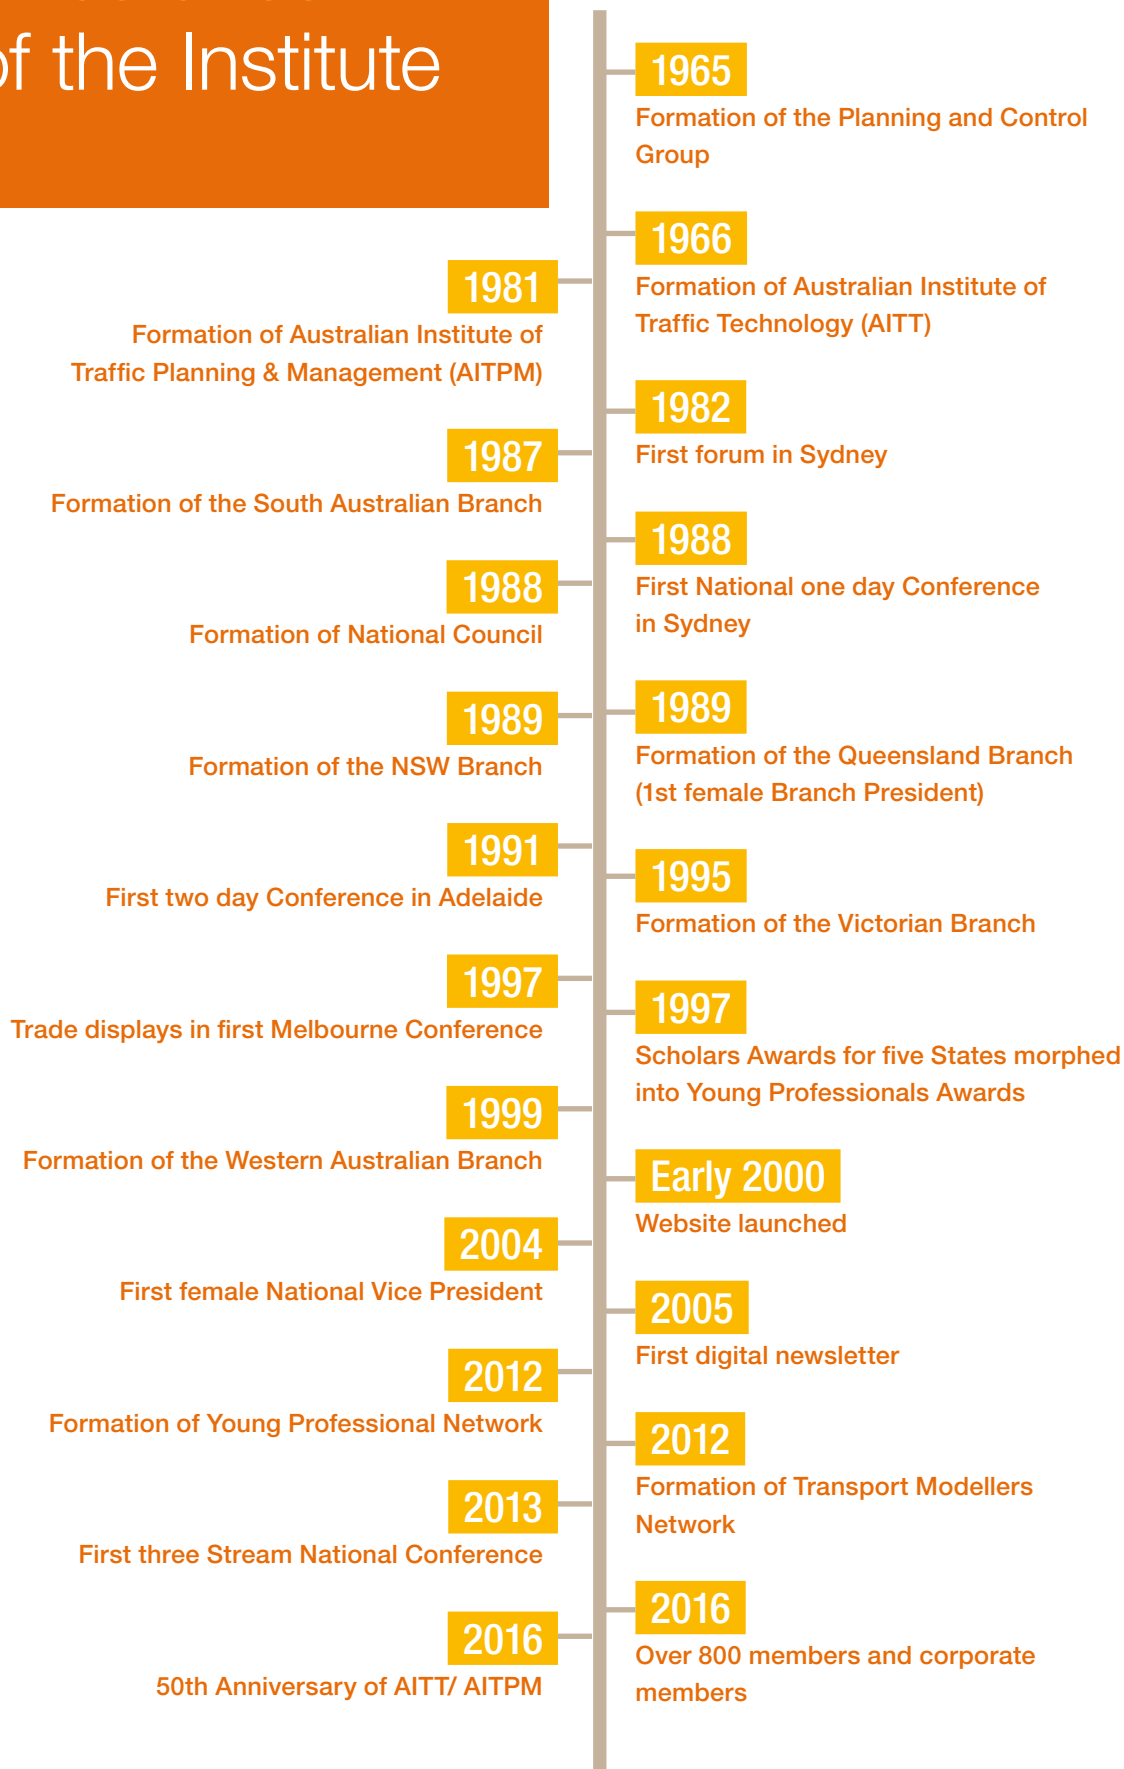 of the Institute
1965
Formation of the Planning and Control
Group
1966
Formation of Australian Institute of
Traffic Technology (AITT)
1981
Formation of Australian Institute of
Traffic Planning & Management (AITPM)
1982
First forum in Sydney
1987
Formation of the South Australian Branch
1988
First National one day Conference
in Sydney
1988
Formation of National Council
1989
Formation of the Queensland Branch
(1st female Branch President)
1989
Formation of the NSW Branch
1991
First two day Conference in Adelaide
1995
Formation of the Victorian Branch
1997
Trade displays in first Melbourne Conference
1997
Scholars Awards for five States morphed
into Young Professionals Awards
1999
Formation of the Western Australian Branch
Early 2000
Website launched
2004
First female National Vice President
2005
First digital newsletter
2012
Formation of Young Professional Network
2012
Formation of Transport Modellers
Network
2013
First three Stream National Conference
2016
Over 800 members and corporate
members
2016
50th Anniversary of AITT/ AITPM